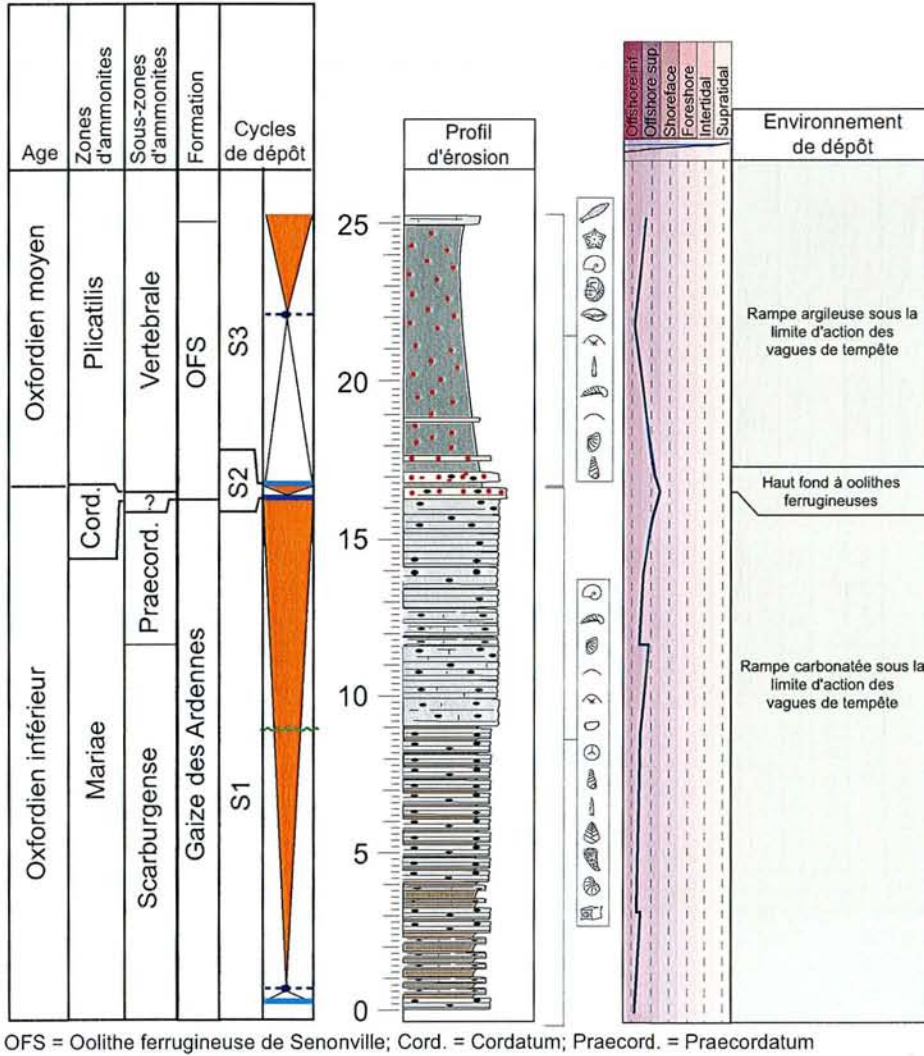 Age
Zones
d'ammonites
Sous-zones
d'ammonites
Formation
Cycles
de dépôt
Profil
d'érosion
Offshore inf.
Offshore sup.
Shoreface
Foreshore
Intertidal
Supratidal
Environnement
de dépôt
Oxfordien moyen
Plicatilis
Vertebrale
OFS
S3
S2
Oxfordien inférieur
Cord.
Mariae
?
Praecord.
Scarburgense
Gaize des Ardennes
S1
25
20
15
10
5
0
Rampe argileuse sous la
limite d'action des
vagues de tempête
Haut fond à oolithes
ferrugineuses
Rampe carbonatée sous la
limite d'action des
vagues de tempête
OFS = Oolithe ferrugineuse de Senonville; Cord. = Cordatum; Praecord. = Praecordatum